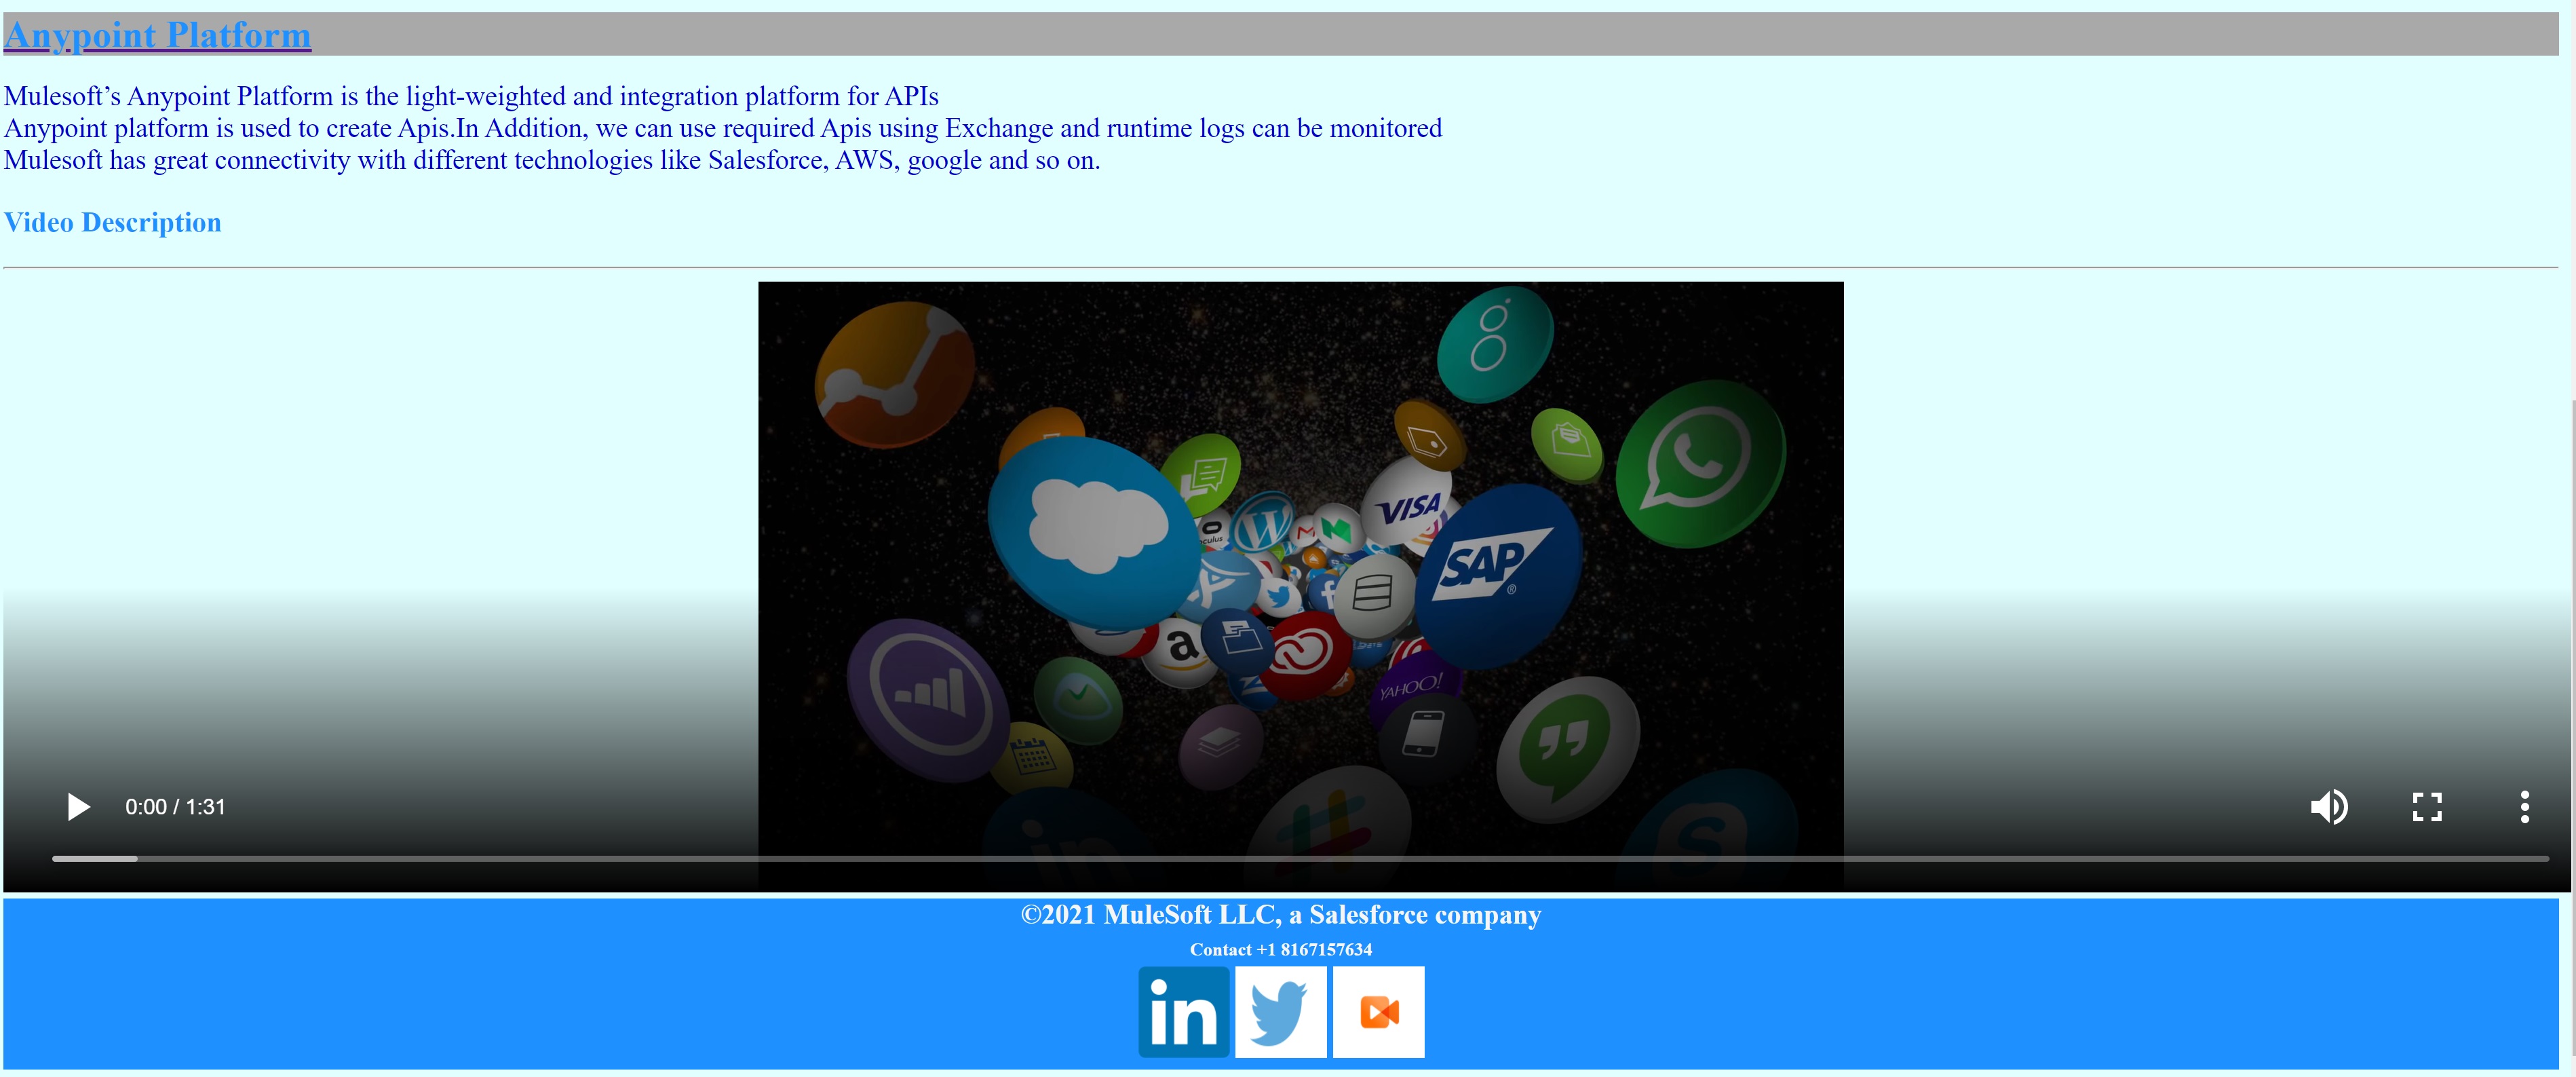 Anypoint Platform
Mulesoft’s Anypoint Platform is the light-weighted and integration platform for APIs
Anypoint platform is used to create Apis.In Addition, we can use required Apis using Exchange and runtime logs can be monitored
Mulesoft has great connectivity with different technologies like Salesforce, AWS, google and so on.
Video Description
VISA
SAP
®
YAHOO!
0:00 / 1:31
©2021 MuleSoft LLC, a Salesforce company
Contact +1 8167157634
in